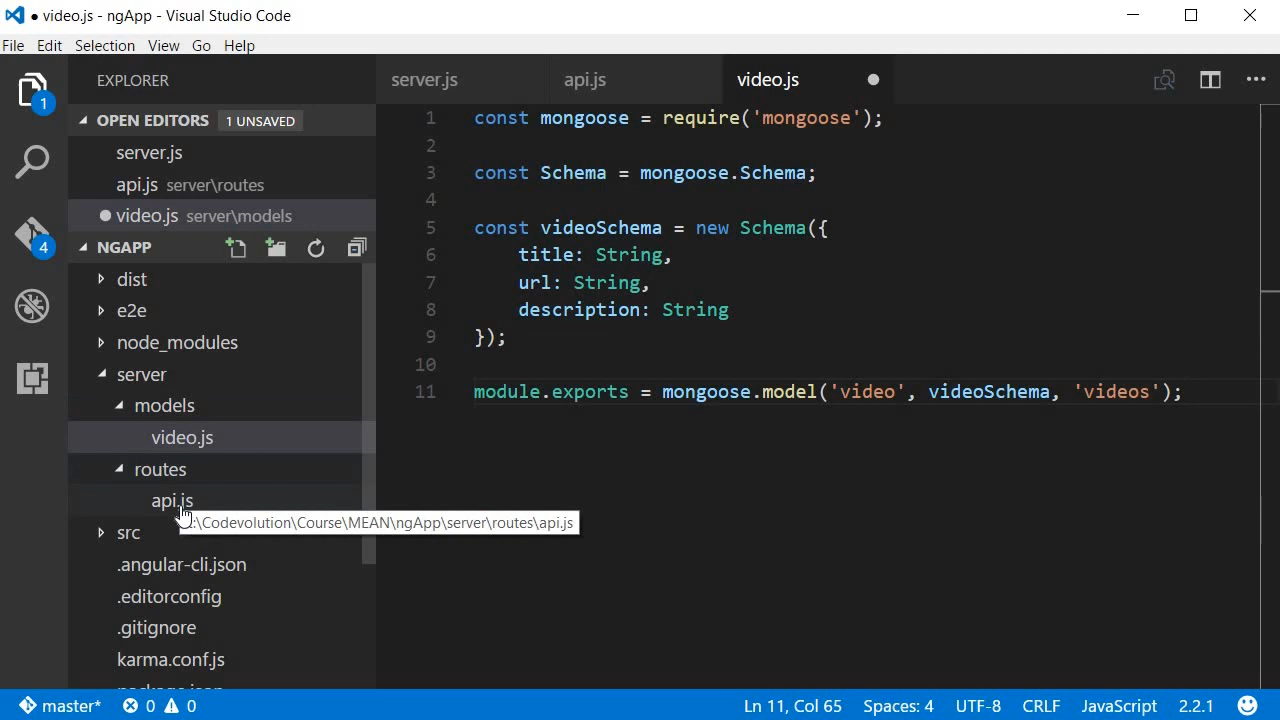 ● video.js - ngApp - Visual Studio Code
File Edit Selection View Go Help
EXPLORER
1
OPEN EDITORS 1 UNSAVED
server.js
api.js server\routes
video.js server\models
4
NGAPP
dist
e2e
node_modules
server
models
video.js
routes
api.js
:\Codevolution\Course\MEAN\ngApp\server\routes\api.js
src
.angular-cli.json
.editorconfig
.gitignore
karma.conf.js
server.js api.js video.js
1 const mongoose = require('mongoose');
2
3 const Schema = mongoose.Schema;
4
5 const videoSchema = new Schema({
6 title: String,
7 url: String,
8 description: String
9 });
10
11 module.exports = mongoose.model('video', videoSchema, 'videos');
master* 0 0 Ln 11, Col 65 Spaces: 4 UTF-8 CRLF JavaScript 2.2.1